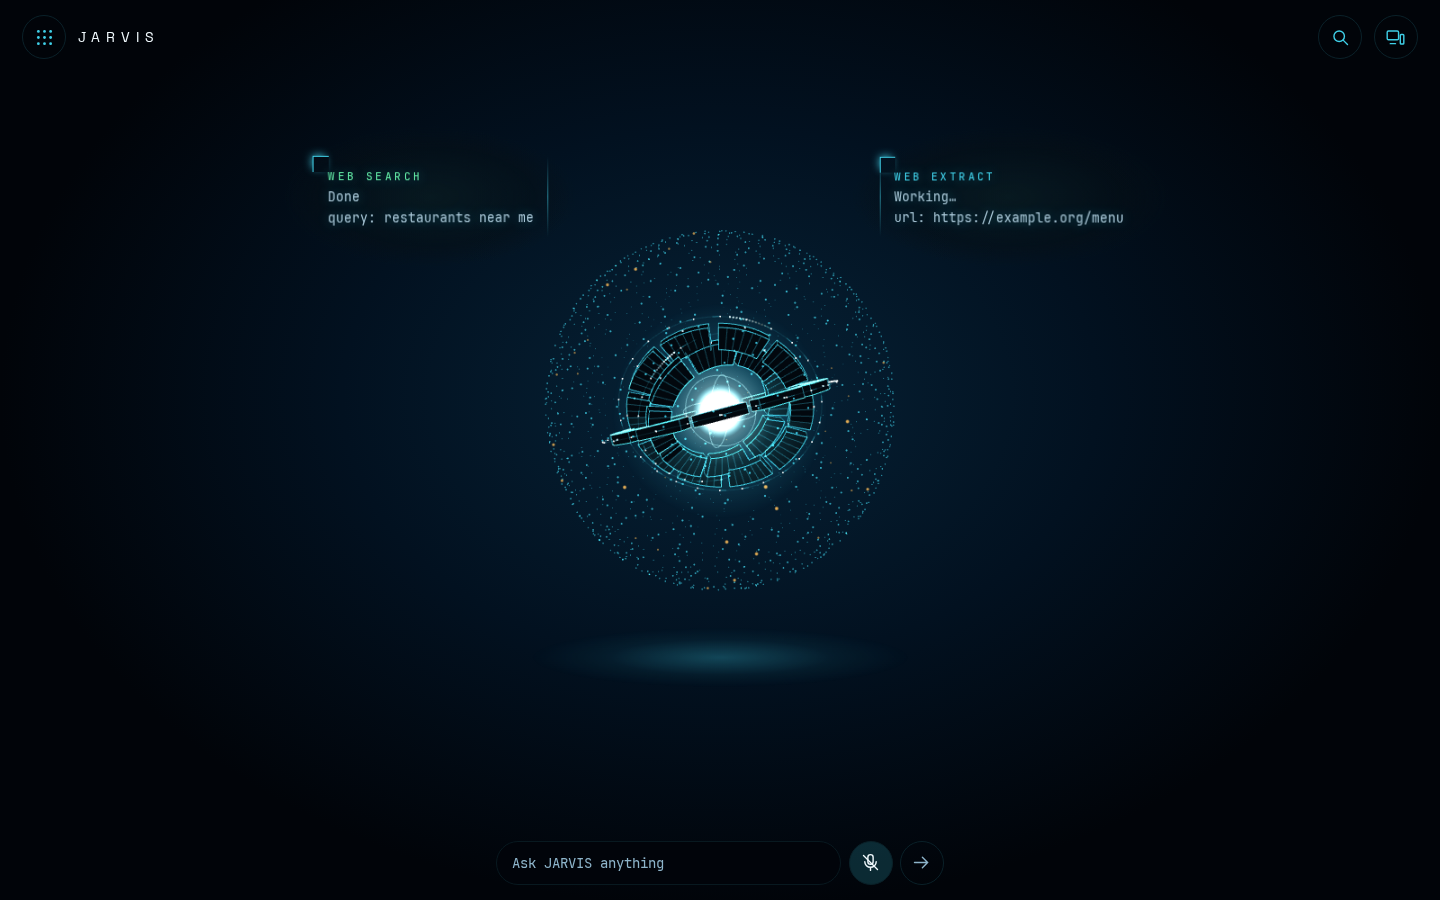 JARVIS
WEB SEARCH
Done
query: restaurants near me
WEB EXTRACT
Working…
url: https://example.org/menu
Ask JARVIS anything